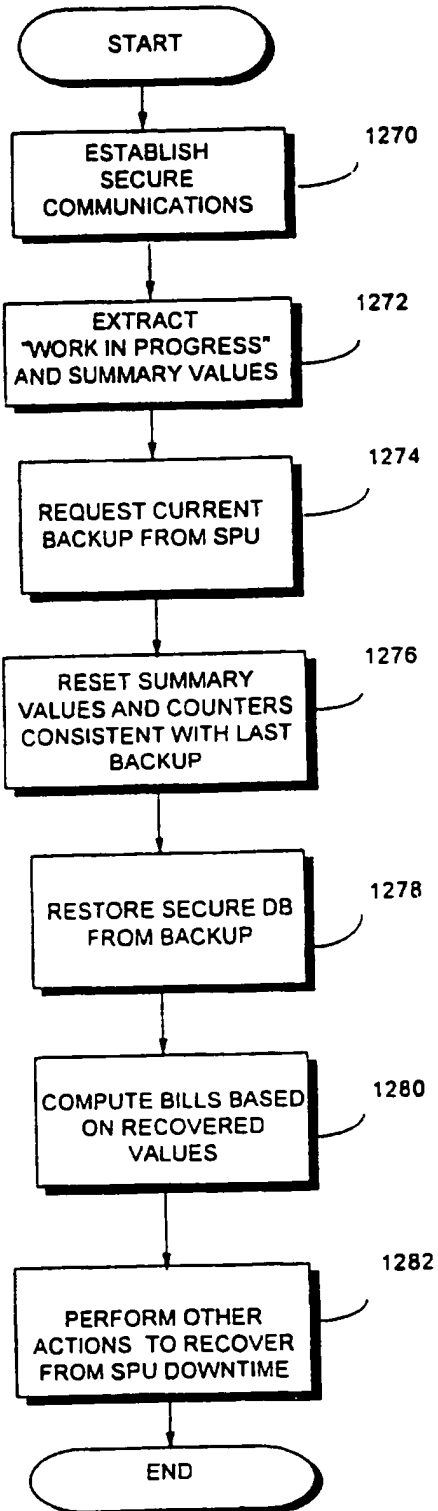 START
1270
ESTABLISH
SECURE
COMMUNICATIONS
1272
EXTRACT
"WORK IN PROGRESS"
AND SUMMARY VALUES
1274
REQUEST CURRENT
BACKUP FROM SPU
1276
RESET SUMMARY
VALUES AND COUNTERS
CONSISTENT WITH LAST
BACKUP
1278
RESTORE SECURE DB
FROM BACKUP
1280
COMPUTE BILLS BASED
ON RECOVERED
VALUES
1282
PERFORM OTHER
ACTIONS TO RECOVER
FROM SPU DOWNTIME
END